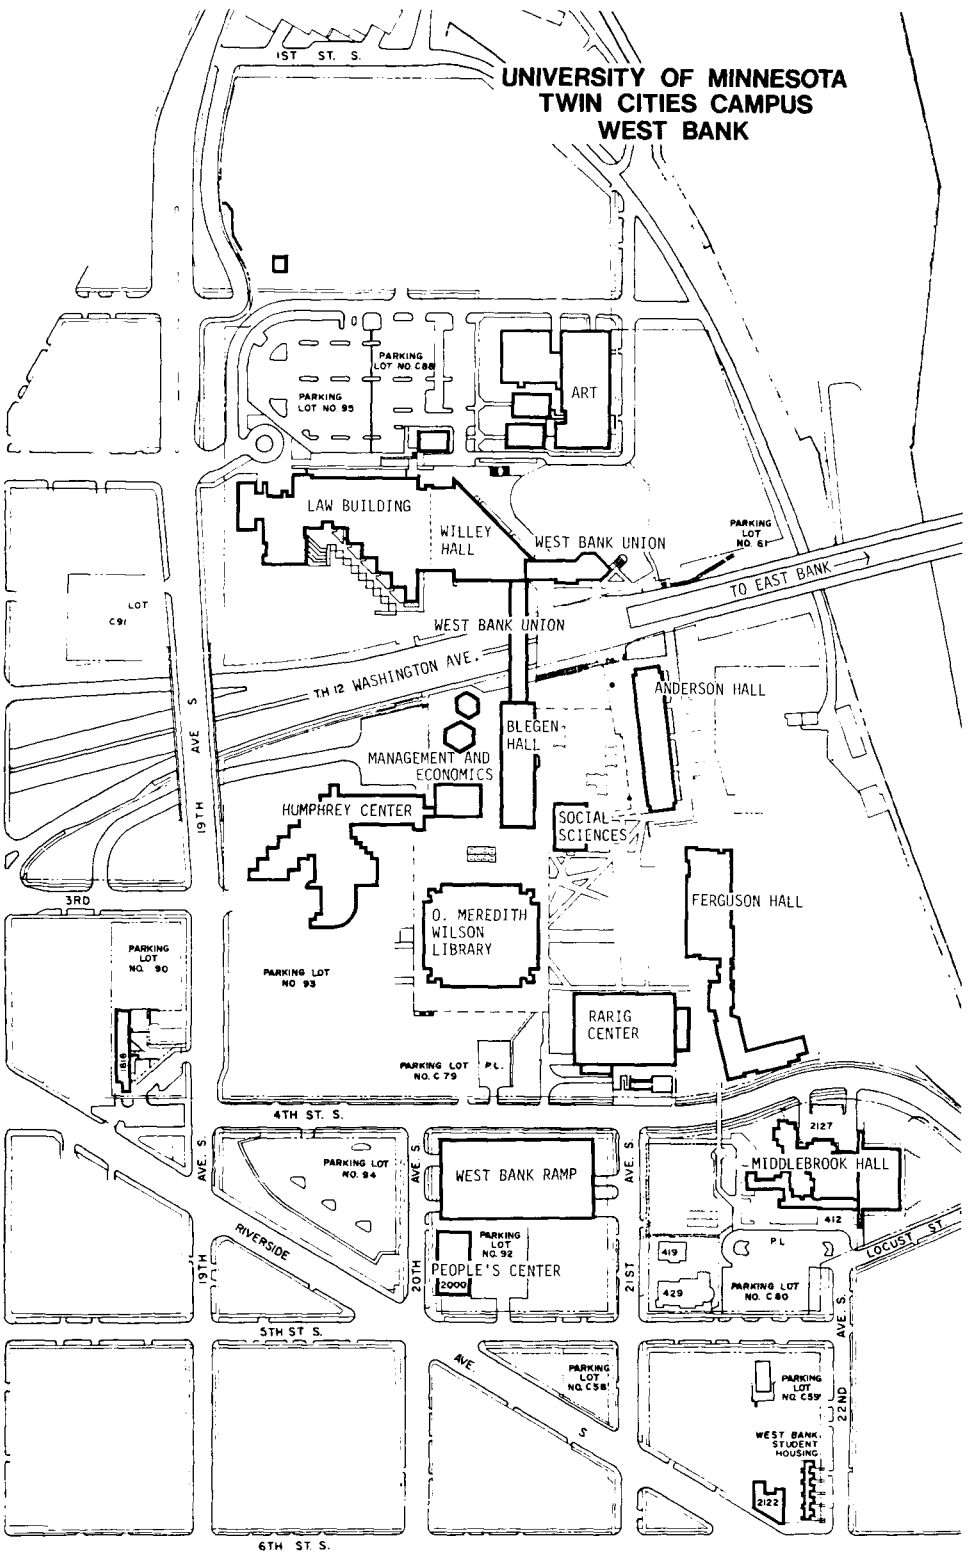 1ST ST. S.
UNIVERSITY OF MINNESOTA
TWIN CITIES CAMPUS
WEST BANK
PARKING
LOT NO. C88
PARKING
LOT NO. 95
ART
LAW BUILDING
WILLEY
HALL
WEST BANK UNION
PARKING
LOT
NO. 61
TO EAST BANK
LOT
C91
WEST BANK UNION
TH 12 WASHINGTON AVE.
ANDERSON HALL
19TH AVE S
BLEGEN
HALL
MANAGEMENT AND
ECONOMICS
HUMPHREY CENTER
SOCIAL
SCIENCES
3RD
FERGUSON HALL
O. MEREDITH
WILSON
LIBRARY
PARKING
LOT
NO. 90
PARKING LOT
NO 93
RARIG
CENTER
1818
PARKING LOT
NO. C 79
P.L.
4TH ST. S.
2127
PARKING LOT
NO. 94
WEST BANK RAMP
MIDDLEBROOK HALL
19TH AVE. S.
20TH AVE. S.
21ST AVE. S.
412
RIVERSIDE
PARKING
LOT
NO. 92
PEOPLE'S CENTER
2000
419
429
P L
LOCUST ST.
PARKING LOT
NO. C80
5TH ST S.
22ND AVE. S.
AVE. S
PARKING
LOT
NO. C58
PARKING
LOT
NO. C59
WEST BANK
STUDENT
HOUSING
2122
6TH ST. S.